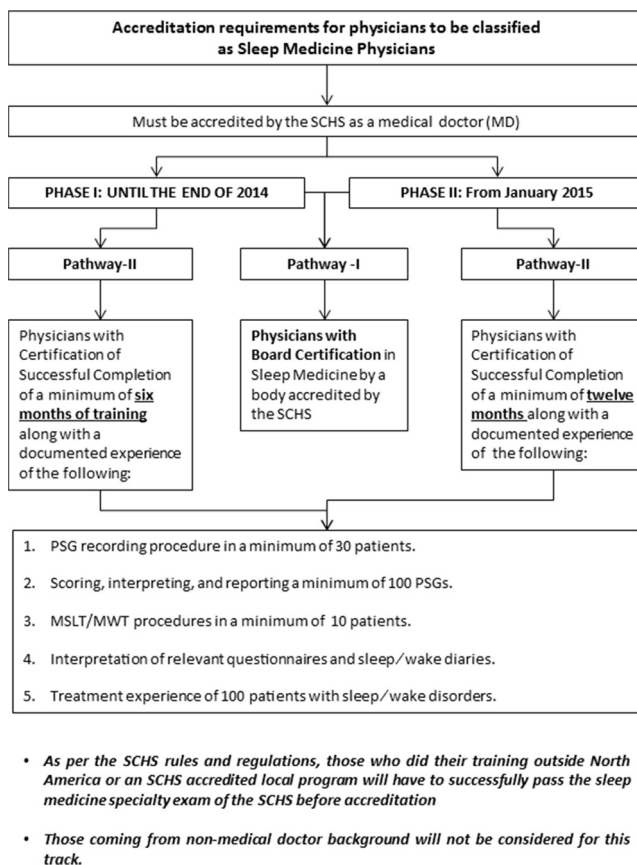 Accreditation requirements for physicians to be classified
as Sleep Medicine Physicians
Must be accredited by the SCHS as a medical doctor (MD)
PHASE I: UNTIL THE END OF 2014
PHASE II: From January 2015
Pathway-II
Pathway -I
Pathway-II
Physicians with
Certification of
Successful Completion
of a minimum of six
months of training
along with a
documented experience
of the following:
Physicians with
Board Certification in
Sleep Medicine by a
body accredited by
the SCHS
Physicians with
Certification of
Successful Completion
of a minimum of twelve
months along with a
documented experience
of the following:
1. PSG recording procedure in a minimum of 30 patients.
2. Scoring, interpreting, and reporting a minimum of 100 PSGs.
3. MSLT/MWT procedures in a minimum of 10 patients.
4. Interpretation of relevant questionnaires and sleep/wake diaries.
5. Treatment experience of 100 patients with sleep/wake disorders.
• As per the SCHS rules and regulations, those who did their training outside North
America or an SCHS accredited local program will have to successfully pass the sleep
medicine specialty exam of the SCHS before accreditation
• Those coming from non-medical doctor background will not be considered for this
track.